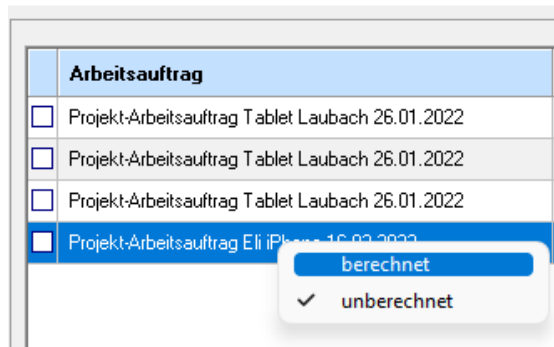 Arbeitsauftrag
Projekt-Arbeitsauftrag Tablet Laubach 26.01.2022
Projekt-Arbeitsauftrag Tablet Laubach 26.01.2022
Projekt-Arbeitsauftrag Tablet Laubach 26.01.2022
Projekt-Arbeitsauftrag Eli iPhone
berechnet
unberechnet